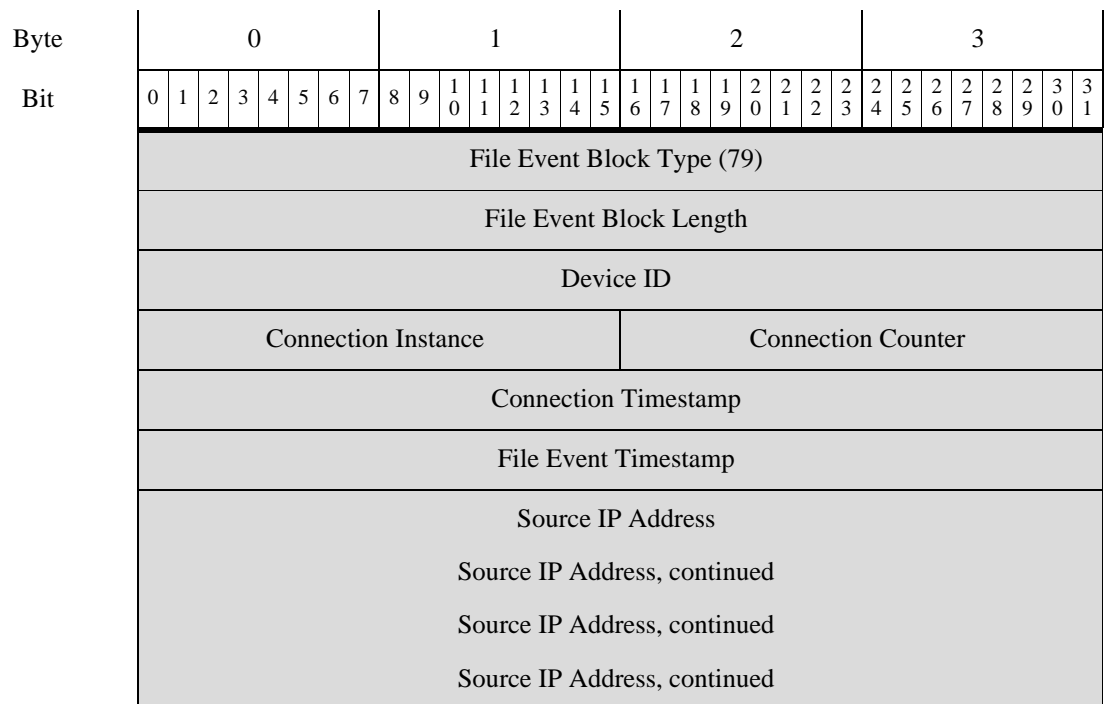 Byte 0 1 2 3
Bit 0 1 2 3 4 5 6 7 8 9 10 11 12 13 14 15 16 17 18 19 20 21 22 23 24 25 26 27 28 29 30 31
File Event Block Type (79)
File Event Block Length
Device ID
Connection Instance Connection Counter
Connection Timestamp
File Event Timestamp
Source IP Address
Source IP Address, continued
Source IP Address, continued
Source IP Address, continued